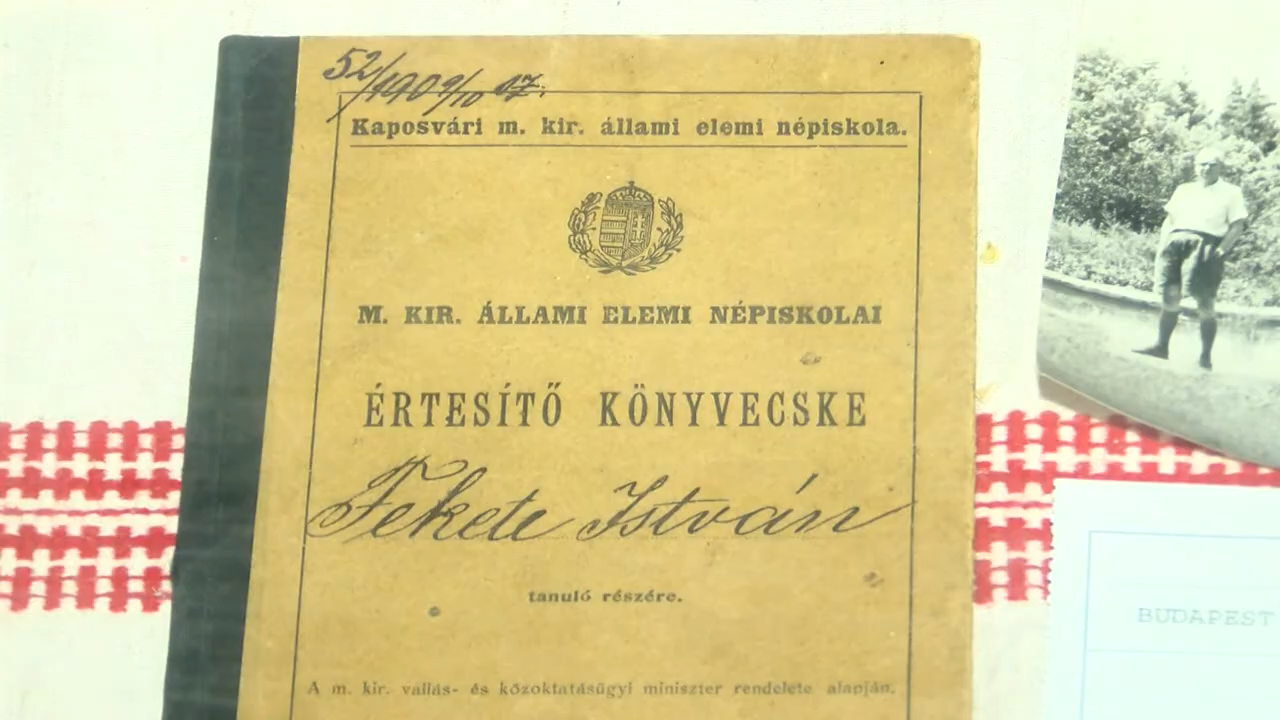 52/1909/10 17.
Kaposvári m. kir. állami elemi népiskola.
M. KIR. ÁLLAMI ELEMI NÉPISKOLAI
ÉRTESÍTŐ KÖNYVECSKE
Fekete István
tanuló részére.
A m. kir. vallás- és közoktatásügyi miniszter rendelete alapján.
BUDAPEST